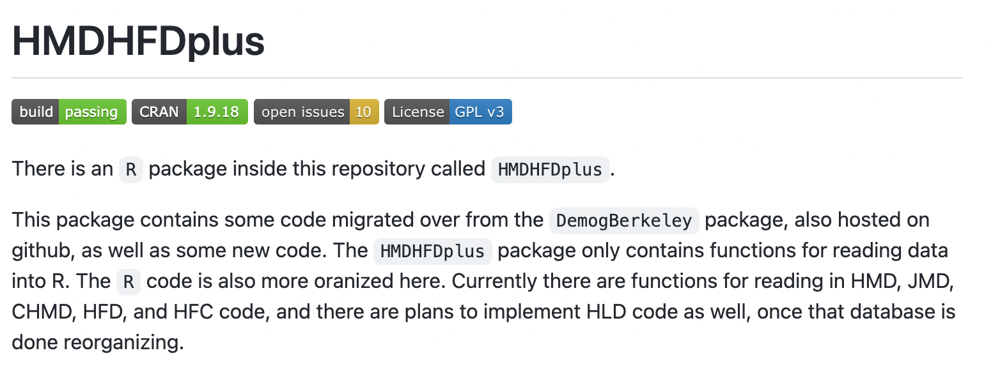 HMDHFDplus
build passing CRAN 1.9.18 open issues 10 License GPL v3
There is an R package inside this repository called HMDHFDplus.
This package contains some code migrated over from the DemogBerkeley package, also hosted on
github, as well as some new code. The HMDHFDplus package only contains functions for reading data
into R. The R code is also more oranized here. Currently there are functions for reading in HMD, JMD,
CHMD, HFD, and HFC code, and there are plans to implement HLD code as well, once that database is
done reorganizing.